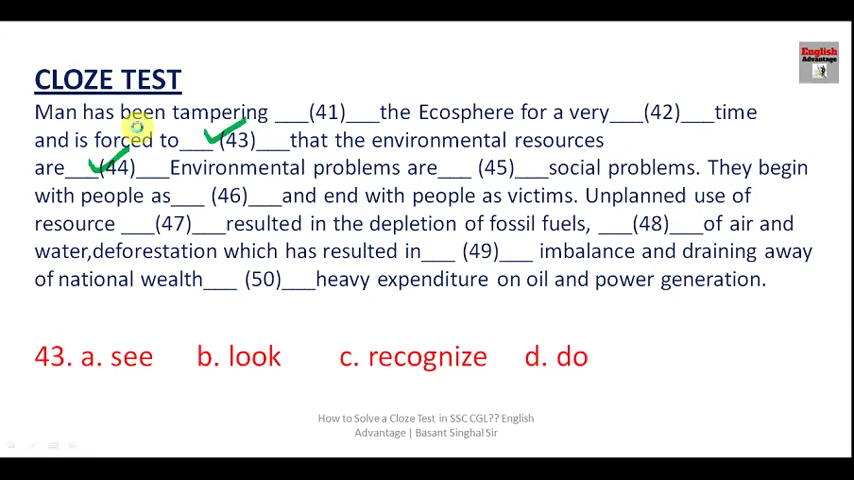 English
Advantage
CLOZE TEST
Man has been tampering ___(41)___the Ecosphere for a very___(42)___time
and is forced to___ (43)___that the environmental resources
are___(44)___Environmental problems are___ (45)___social problems. They begin
with people as___ (46)___and end with people as victims. Unplanned use of
resource ___(47)___resulted in the depletion of fossil fuels, ___(48)___of air and
water,deforestation which has resulted in___ (49)___ imbalance and draining away
of national wealth___ (50)___heavy expenditure on oil and power generation.
43. a. see b. look c. recognize d. do
How to Solve a Cloze Test in SSC CGL?? English
Advantage | Basant Singhal Sir